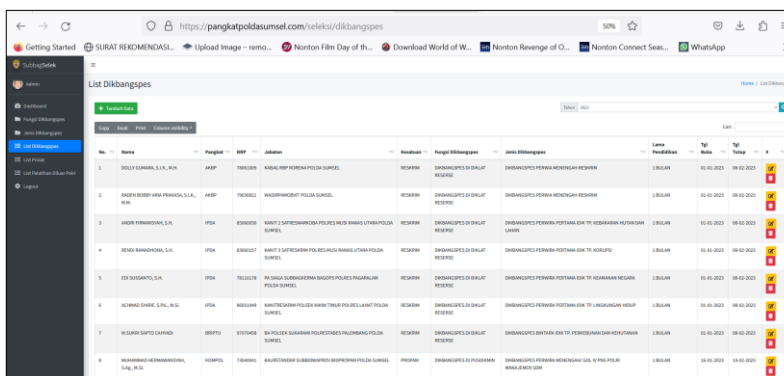 https://pangkatpoldasumsel.com/seleksi/dikbangspes
50%
Getting Started
SURAT REKOMENDASI...
Upload Image – remo...
Nonton Film Day of th...
Download World of W...
Nonton Revenge of O...
Nonton Connect Seas...
WhatsApp
SubbagSelek
Admin
Dashboard
Fungsi Dikbangspes
Jenis Dikbangspes
List Dikbangspes
List Prolat
List Pelatihan Diluar Polri
Logout
List Dikbangspes
Home / List Dikbang
+ Tambah Data
Tahun 2023
Copy Excel Print Column visibility
Cari:
No. Nama Pangkat NRP Jabatan Kesatuan Fungsi Dikbangspes Jenis Dikbangspes Lama Pendidikan Tgl Buka Tgl Tutup #
1 DOLLY GUMARA, S.I.K., M.H. AKBP KABAG RBP RORENA POLDA SUMSEL RESKRIM DIKBANGSPES DI DIKLAT RESERSE DIKBANGSPES PERWIRA MENENGAH RESKRIM 1 BULAN 01-01-2023 08-02-2023
2 RADEN BOBBY ARIA PRAKASA, S.I.K., M.M. AKBP WADIRPAMOBVIT POLDA SUMSEL RESKRIM DIKBANGSPES DI DIKLAT RESERSE DIKBANGSPES PERWIRA MENENGAH RESKRIM 1 BULAN 01-01-2023 08-02-2023
3 ANDRI FIRMANSYAH, S.H. IPDA KANIT 2 SATRESNARKOBA POLRES MUSI RAWAS UTARA POLDA SUMSEL RESKRIM DIKBANGSPES DI DIKLAT RESERSE DIKBANGSPES PERWIRA PERTAMA IDIK TP. KEBAKARAN HUTAN DAN LAHAN 1 BULAN 01-01-2023 08-02-2023
4 RENDI RAMADHONA, S.H. IPDA KANIT 3 SATRESKRIM POLRES MUSI RAWAS UTARA POLDA SUMSEL RESKRIM DIKBANGSPES DI DIKLAT RESERSE DIKBANGSPES PERWIRA PERTAMA IDIK TP. KORUPSI 1 BULAN 01-01-2023 08-02-2023
5 EDI SUSSANTO, S.H. IPDA PA SIAGA SUBBAGDERMA BAGOPS POLRES PAGARALAM POLDA SUMSEL RESKRIM DIKBANGSPES DI DIKLAT RESERSE DIKBANGSPES PERWIRA PERTAMA IDIK TP. KEAMANAN NEGARA 1 BULAN 01-01-2023 08-02-2023
6 ACHMAD SYARIF, S.Pd., M.Si. IPDA KANITRESKRIM POLSEK KIKIM TIMUR POLRES LAHAT POLDA SUMSEL RESKRIM DIKBANGSPES DI DIKLAT RESERSE DIKBANGSPES PERWIRA PERTAMA IDIK TP. LINGKUNGAN HIDUP 1 BULAN 01-01-2023 08-02-2023
7 M.SUKRI SAPTO CAHYADI BRIPTU BA POLSEK SUKARAMI POLRESTABES PALEMBANG POLDA SUMSEL RESKRIM DIKBANGSPES DI DIKLAT RESERSE DIKBANGSPES BINTARA IDIK TP. PERKEBUNAN DAN KEHUTANAN 1 BULAN 01-01-2023 08-02-2023
8 MUHAMMAD HERMAWANSYAH, S.Ag., M.Si. KOMPOL KAURSTANDAR SUBBIDWAPROV BIDPROPAM POLDA SUMSEL PROPAM DIKBANGSPES DI PUSDIKMIN DIKBANGSPES PERWIRA MENENGAH/ GOL. IV PNS POLRI MANAJEMEN SDM 1 BULAN 16-01-2023 14-02-2023